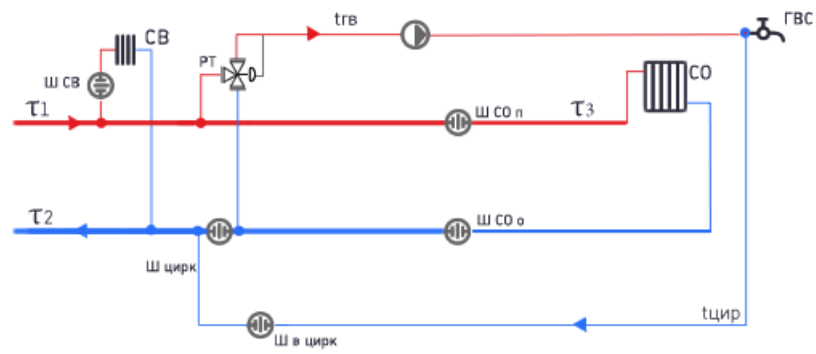 tгв
ГВС
СВ
РТ
Ш СВ
СО
τ1
Ш СО п
τ3
τ2
Ш СО о
Ш цирк
tцир
Ш в цирк